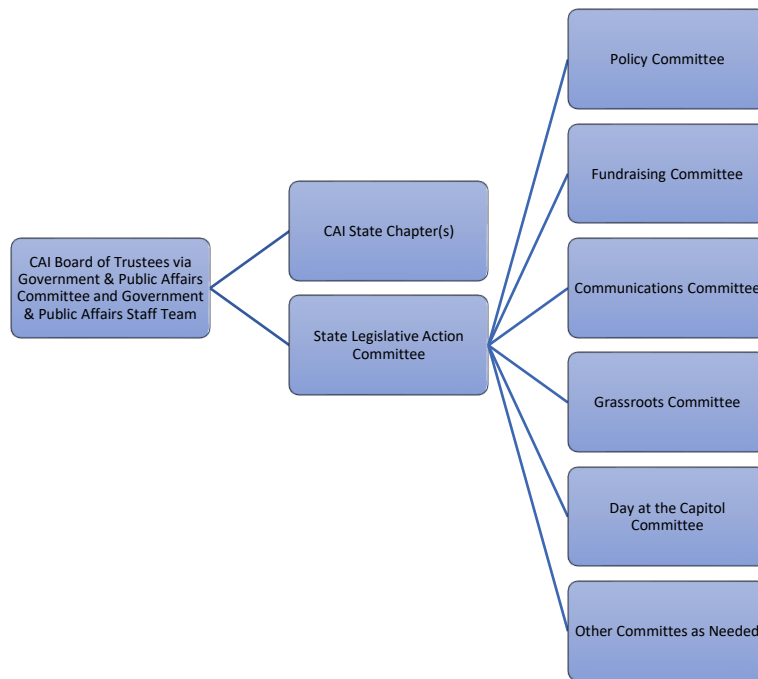 CAI Board of Trustees via
Government & Public Affairs
Committee and Government
& Public Affairs Staff Team
CAI State Chapter(s)
State Legislative Action
Committee
Policy Committee
Fundraising Committee
Communications Committee
Grassroots Committee
Day at the Capitol
Committee
Other Committes as Needed